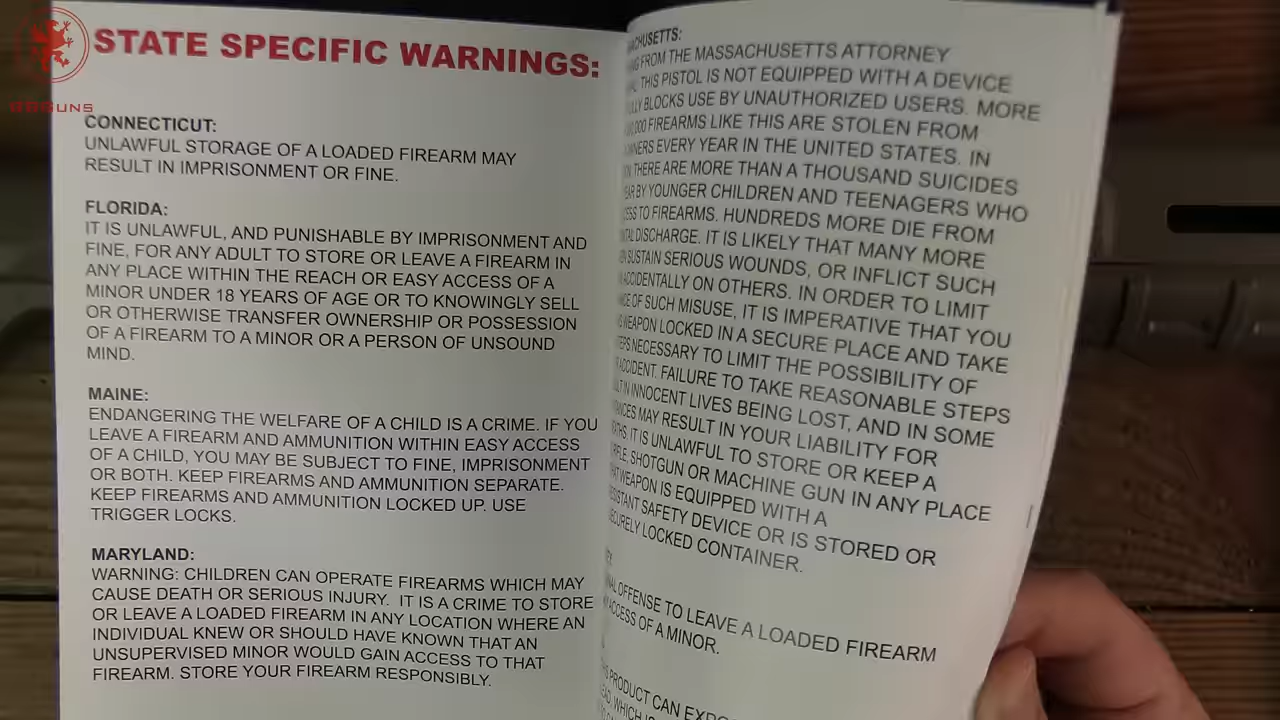 STATE SPECIFIC WARNINGS:
CONNECTICUT:
UNLAWFUL STORAGE OF A LOADED FIREARM MAY
RESULT IN IMPRISONMENT OR FINE.
FLORIDA:
IT IS UNLAWFUL, AND PUNISHABLE BY IMPRISONMENT AND
FINE, FOR ANY ADULT TO STORE OR LEAVE A FIREARM IN
ANY PLACE WITHIN THE REACH OR EASY ACCESS OF A
MINOR UNDER 18 YEARS OF AGE OR TO KNOWINGLY SELL
OR OTHERWISE TRANSFER OWNERSHIP OR POSSESSION
OF A FIREARM TO A MINOR OR A PERSON OF UNSOUND
MIND.
MAINE:
ENDANGERING THE WELFARE OF A CHILD IS A CRIME. IF YOU
LEAVE A FIREARM AND AMMUNITION WITHIN EASY ACCESS
OF A CHILD, YOU MAY BE SUBJECT TO FINE, IMPRISONMENT
OR BOTH. KEEP FIREARMS AND AMMUNITION SEPARATE.
KEEP FIREARMS AND AMMUNITION LOCKED UP. USE
TRIGGER LOCKS.
MARYLAND:
WARNING: CHILDREN CAN OPERATE FIREARMS WHICH MAY
CAUSE DEATH OR SERIOUS INJURY. IT IS A CRIME TO STORE
OR LEAVE A LOADED FIREARM IN ANY LOCATION WHERE AN
INDIVIDUAL KNEW OR SHOULD HAVE KNOWN THAT AN
UNSUPERVISED MINOR WOULD GAIN ACCESS TO THAT
FIREARM. STORE YOUR FIREARM RESPONSIBLY.
FROM THE MASSACHUSETTS ATTORNEY
THIS PISTOL IS NOT EQUIPPED WITH A DEVICE
BLOCKS USE BY UNAUTHORIZED USERS. MORE
FIREARMS LIKE THIS ARE STOLEN FROM
EVERY YEAR IN THE UNITED STATES. IN
THERE ARE MORE THAN A THOUSAND SUICIDES
BY YOUNGER CHILDREN AND TEENAGERS WHO
TO FIREARMS. HUNDREDS MORE DIE FROM
DISCHARGE. IT IS LIKELY THAT MANY MORE
SUSTAIN SERIOUS WOUNDS, OR INFLICT SUCH
ACCIDENTALLY ON OTHERS. IN ORDER TO LIMIT
OF SUCH MISUSE, IT IS IMPERATIVE THAT YOU
WEAPON LOCKED IN A SECURE PLACE AND TAKE
NECESSARY TO LIMIT THE POSSIBILITY OF
ACCIDENT. FAILURE TO TAKE REASONABLE STEPS
IN INNOCENT LIVES BEING LOST, AND IN SOME
MAY RESULT IN YOUR LIABILITY FOR
IT IS UNLAWFUL TO STORE OR KEEP A
SHOTGUN OR MACHINE GUN IN ANY PLACE
WEAPON IS EQUIPPED WITH A
SAFETY DEVICE OR IS STORED OR
LOCKED CONTAINER.
OFFENSE TO LEAVE A LOADED FIREARM
ACCESS OF A MINOR.
PRODUCT CAN
WHICH